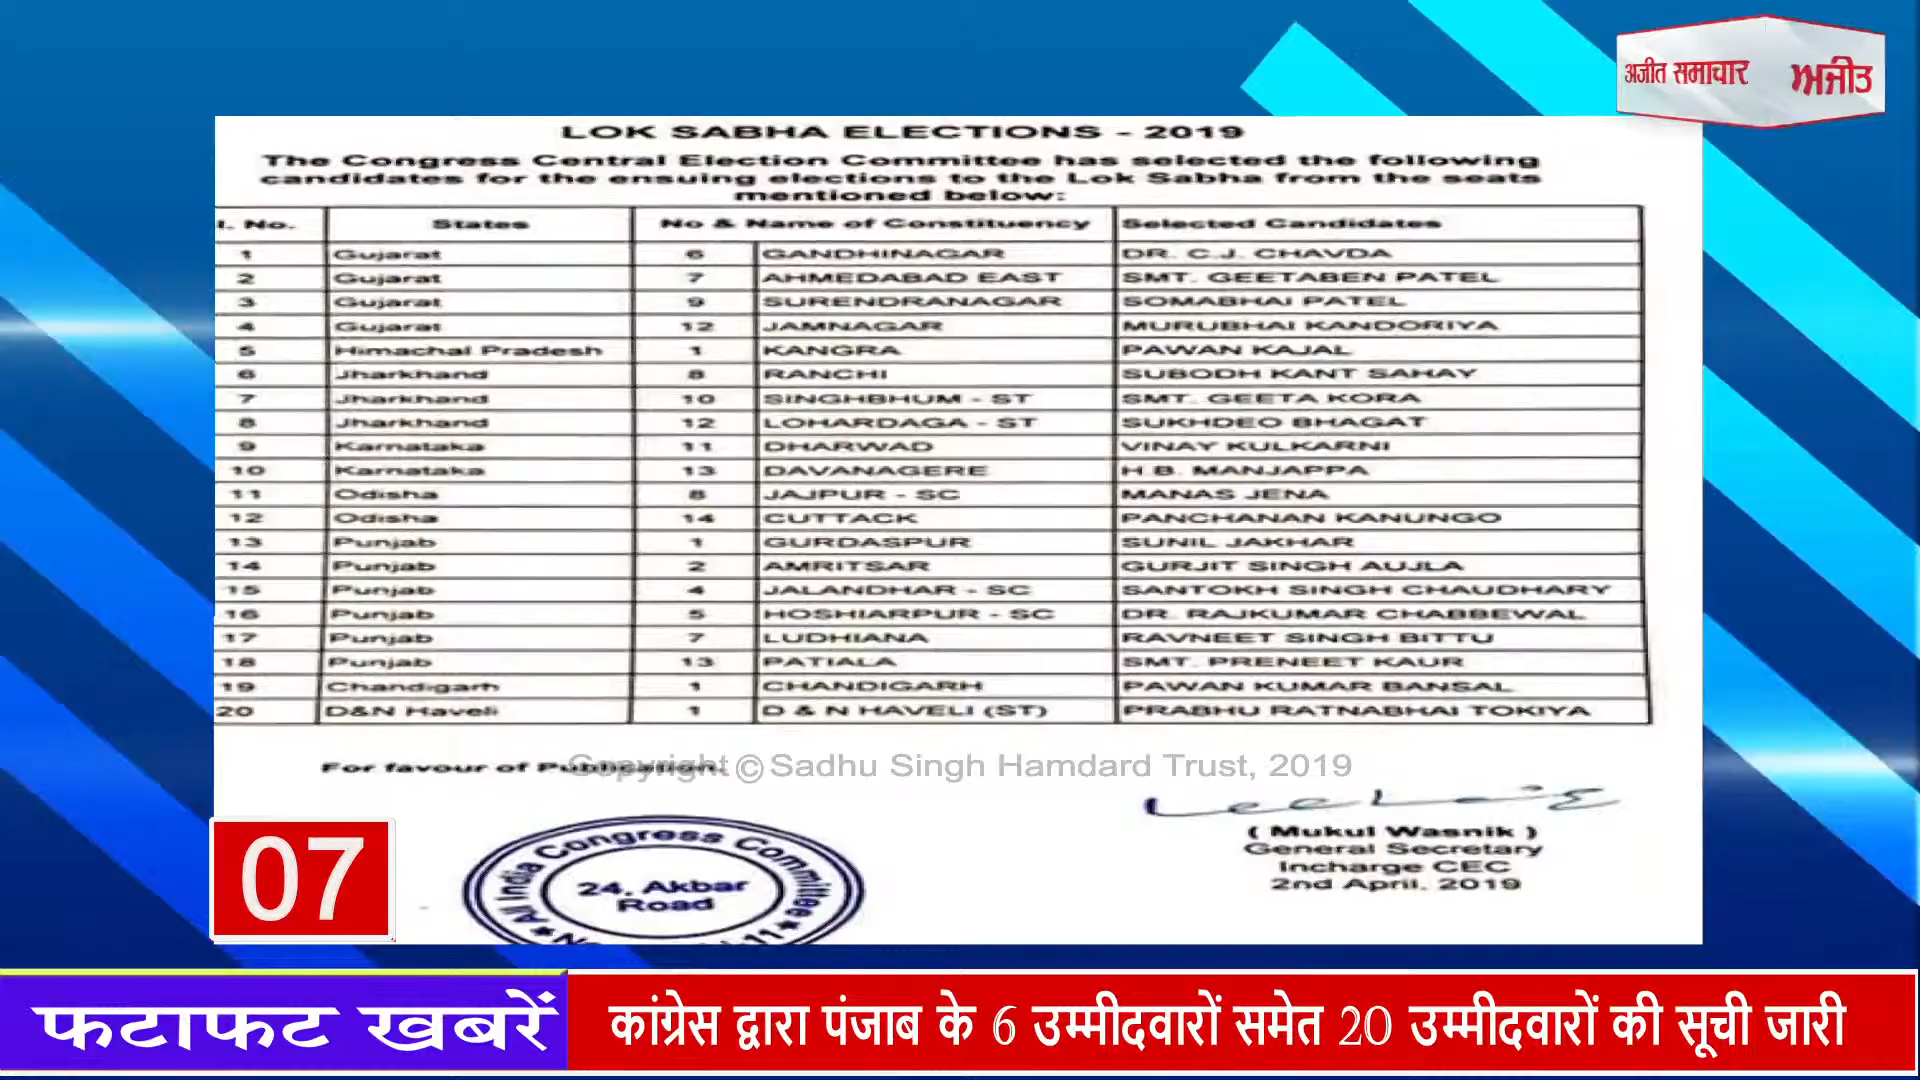 अजीत समाचार ਅਜੀਤ
LOK SABHA ELECTIONS - 2019
The Congress Central Election Committee has selected the following
candidates for the ensuing elections to the Lok Sabha from the seats
mentioned below:
l. No. States No & Name of Constituency Selected Candidates
1 Gujarat 6 GANDHINAGAR DR. C.J. CHAVDA
2 Gujarat 7 AHMEDABAD EAST SMT. GEETABEN PATEL
3 Gujarat 9 SURENDRANAGAR SOMABHAI PATEL
4 Gujarat 12 JAMNAGAR MURUBHAI KANDORIYA
5 Himachal Pradesh 1 KANGRA PAWAN KAJAL
6 Jharkhand 8 RANCHI SUBODH KANT SAHAY
7 Jharkhand 10 SINGHBHUM - ST SMT. GEETA KORA
8 Jharkhand 12 LOHARDAGA - ST SUKHDEO BHAGAT
9 Karnataka 11 DHARWAD VINAY KULKARNI
10 Karnataka 13 DAVANAGERE H B. MANJAPPA
11 Odisha 8 JAJPUR - SC MANAS JENA
12 Odisha 14 CUTTACK PANCHANAN KANUNGO
13 Punjab 1 GURDASPUR SUNIL JAKHAR
14 Punjab 2 AMRITSAR GURJIT SINGH AUJLA
15 Punjab 4 JALANDHAR - SC SANTOKH SINGH CHAUDHARY
16 Punjab 5 HOSHIARPUR - SC DR. RAJKUMAR CHABBEWAL
17 Punjab 7 LUDHIANA RAVNEET SINGH BITTU
18 Punjab 13 PATIALA SMT. PRENEET KAUR
19 Chandigarh 1 CHANDIGARH PAWAN KUMAR BANSAL
20 D&N Haveli 1 D & N HAVELI (ST) PRABHU RATNABHAI TOKIYA
For favour of Publication.
Copyright © Sadhu Singh Hamdard Trust, 2019
( Mukul Wasnik )
General Secretary
Incharge CEC
2nd April, 2019
All India Congress Committee
24, Akbar
Road
07
फटाफट खबरें
कांग्रेस द्वारा पंजाब के 6 उम्मीदवारों समेत 20 उम्मीदवारों की सूची जारी